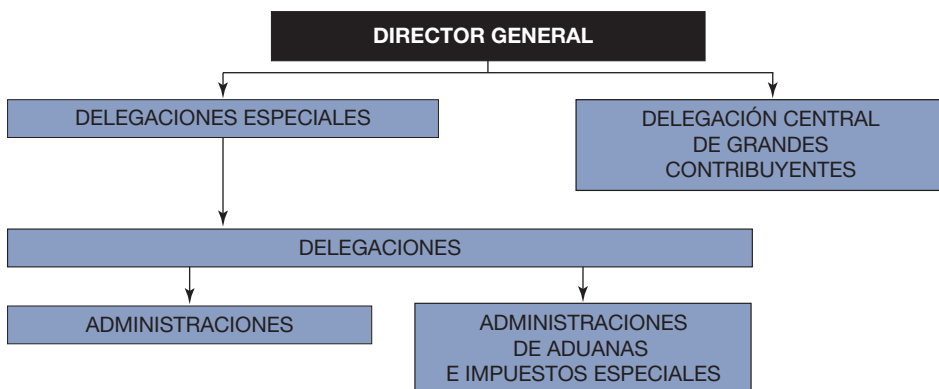 DIRECTOR GENERAL
DELEGACIONES ESPECIALES
DELEGACIÓN CENTRAL
DE GRANDES
CONTRIBUYENTES
DELEGACIONES
ADMINISTRACIONES
ADMINISTRACIONES
DE ADUANAS
E IMPUESTOS ESPECIALES